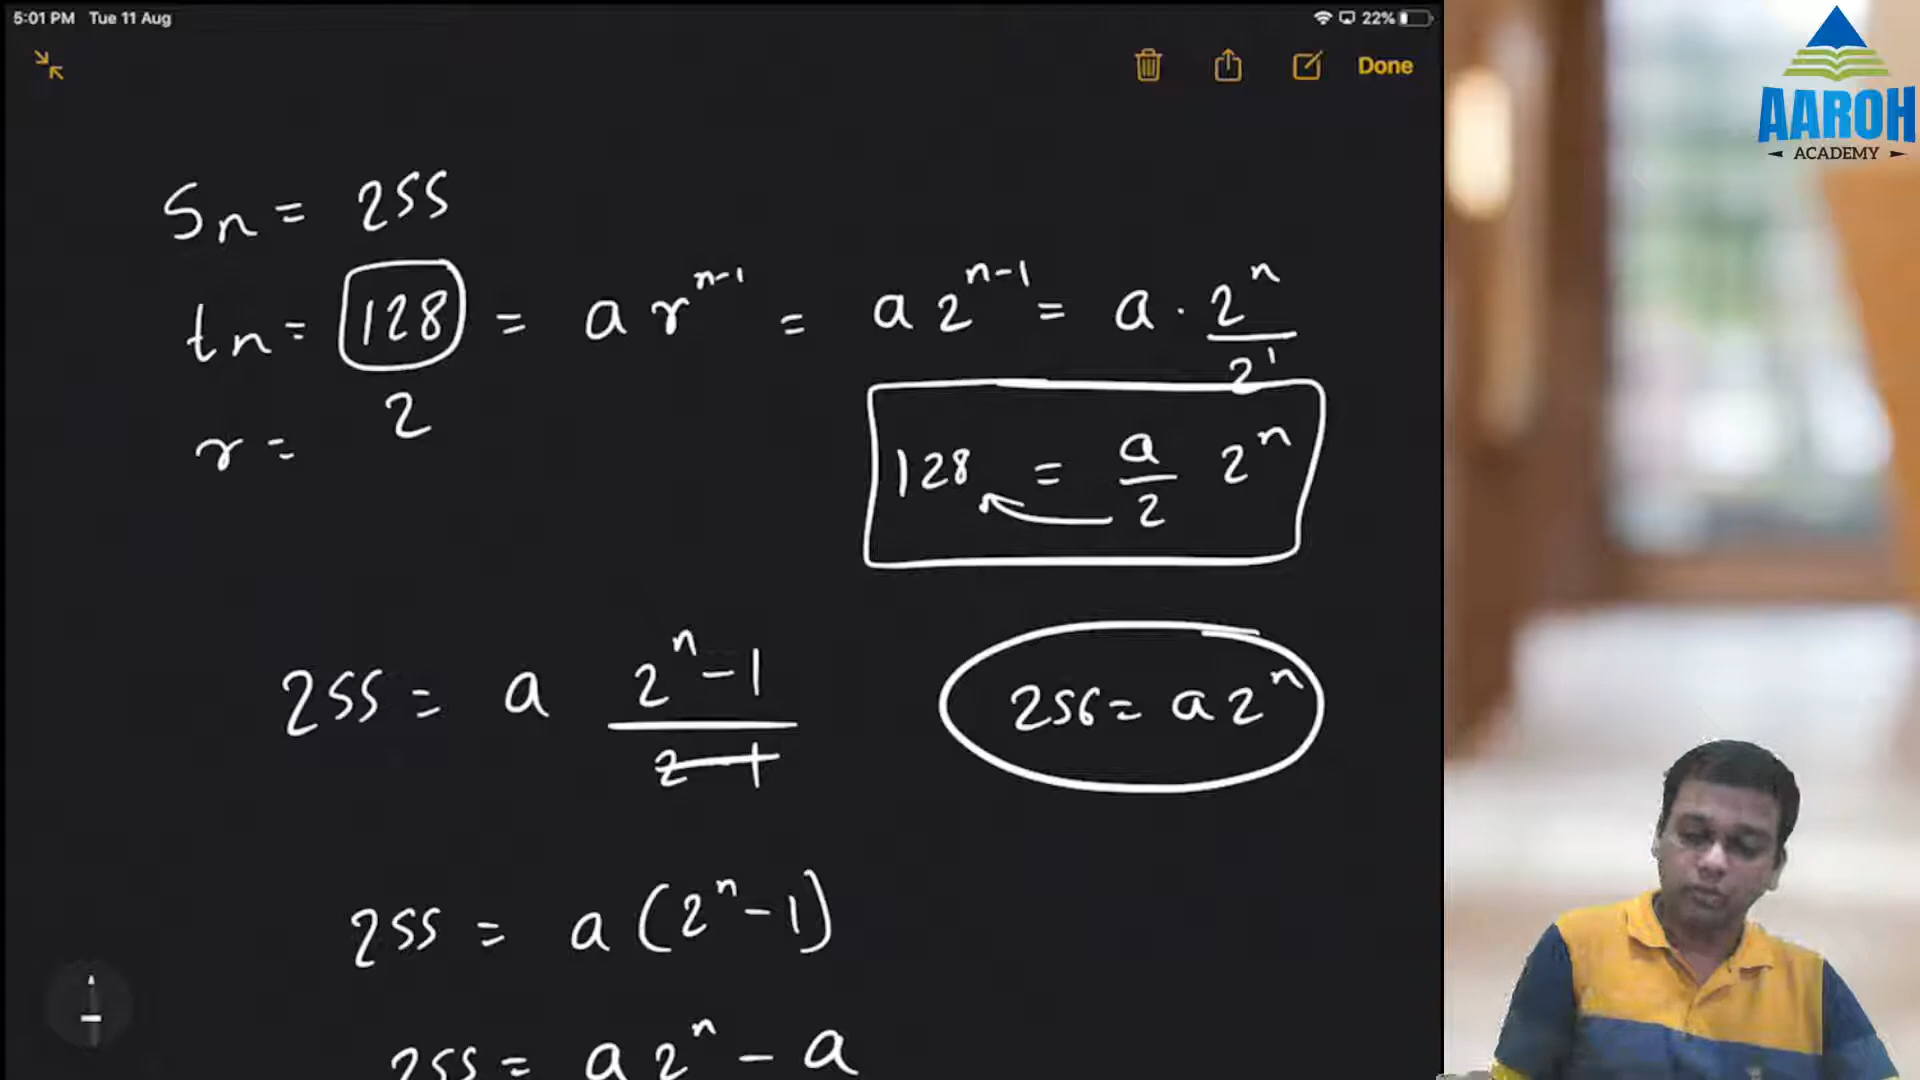 5:01 PM Tue 11 Aug 22%
Done
AAROH
ACADEMY
Sn = 255
tn = 128 = a r^(n-1) = a 2^(n-1) = a · 2^n / 2^1
r = 2
128 = a/2 2^n
255 = a (2^n - 1) / (2 - 1)
256 = a 2^n
255 = a (2^n - 1)
255 = a 2^n - a